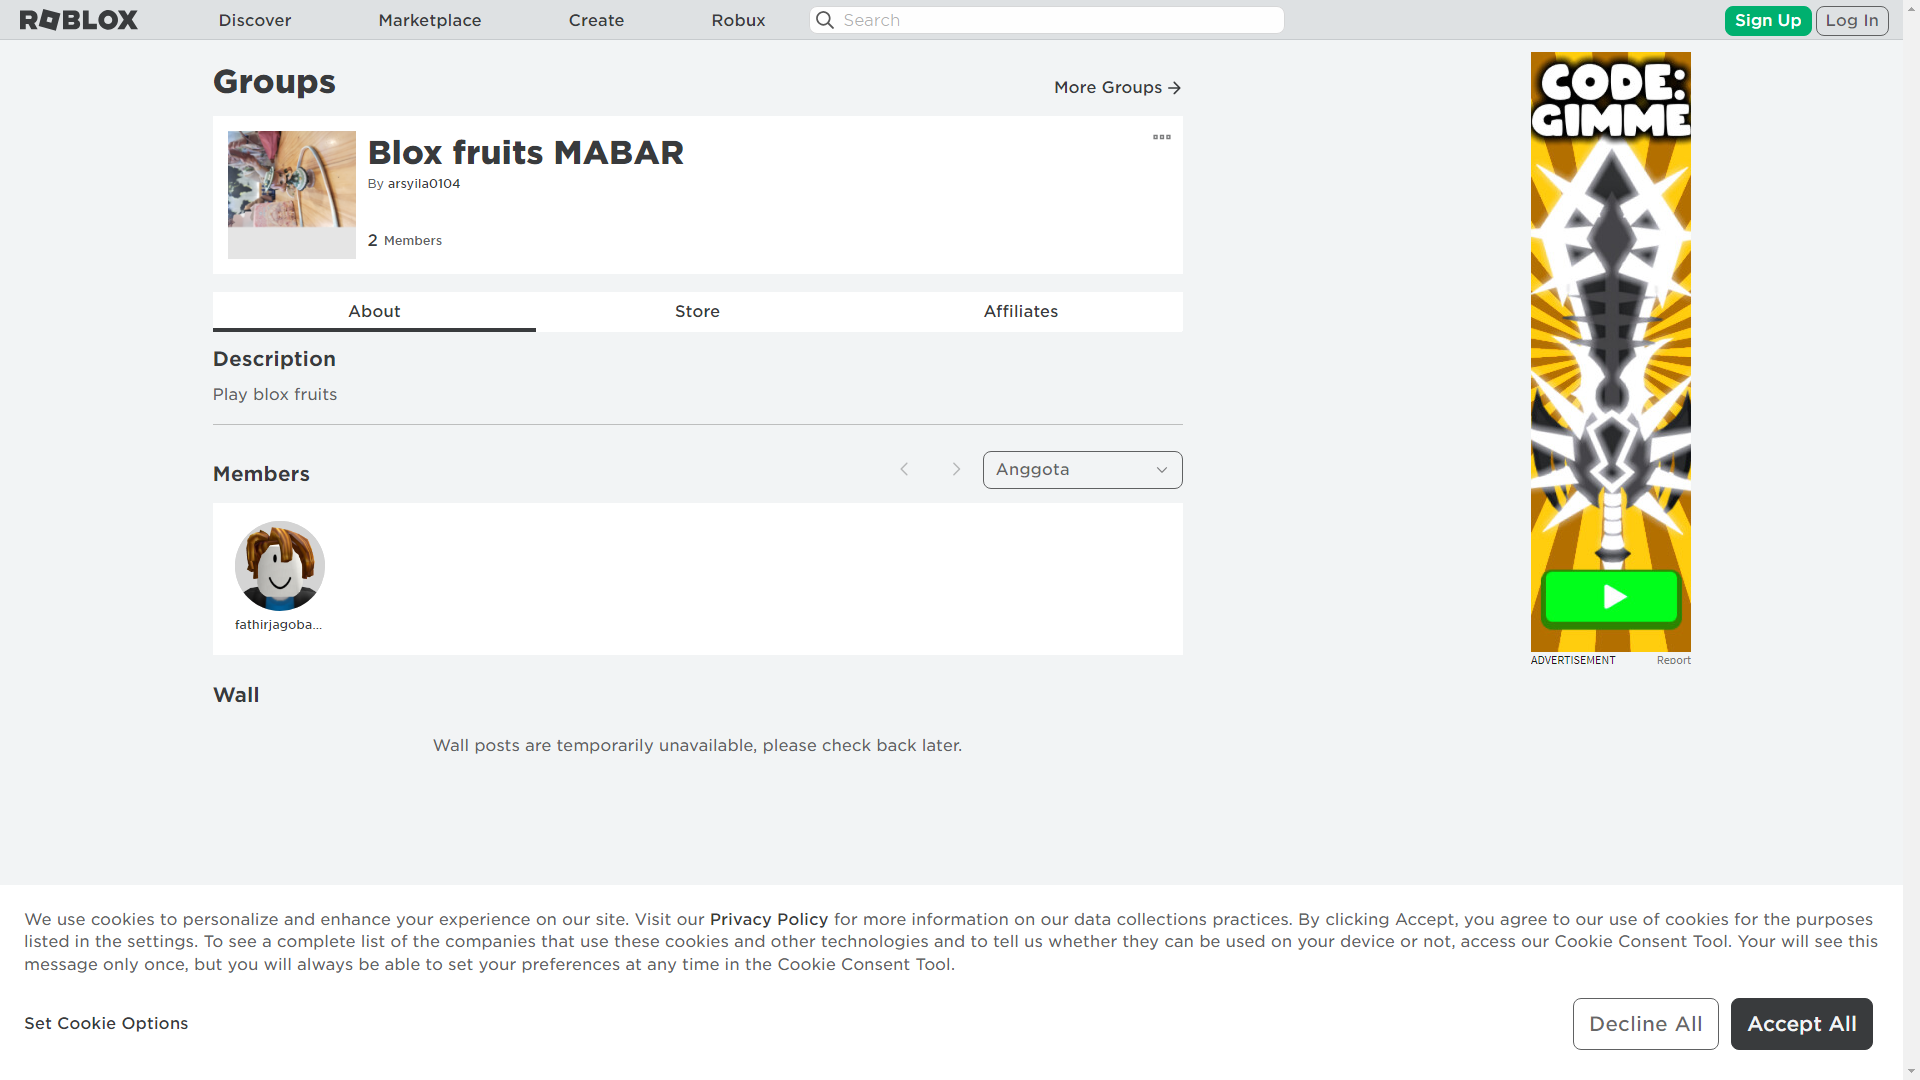 ROBLOX
Discover
Marketplace
Create
Robux
Search
Sign Up
Log In
Groups
More Groups
Blox fruits MABAR
By arsyila0104
2 Members
About
Store
Affiliates
Description
Play blox fruits
Members
Anggota
fathirjagoba...
Wall
Wall posts are temporarily unavailable, please check back later.
CODE:
GIMME
ADVERTISEMENT
Report
We use cookies to personalize and enhance your experience on our site. Visit our Privacy Policy for more information on our data collections practices. By clicking Accept, you agree to our use of cookies for the purposes
listed in the settings. To see a complete list of the companies that use these cookies and other technologies and to tell us whether they can be used on your device or not, access our Cookie Consent Tool. Your will see this
message only once, but you will always be able to set your preferences at any time in the Cookie Consent Tool.
Set Cookie Options
Decline All
Accept All